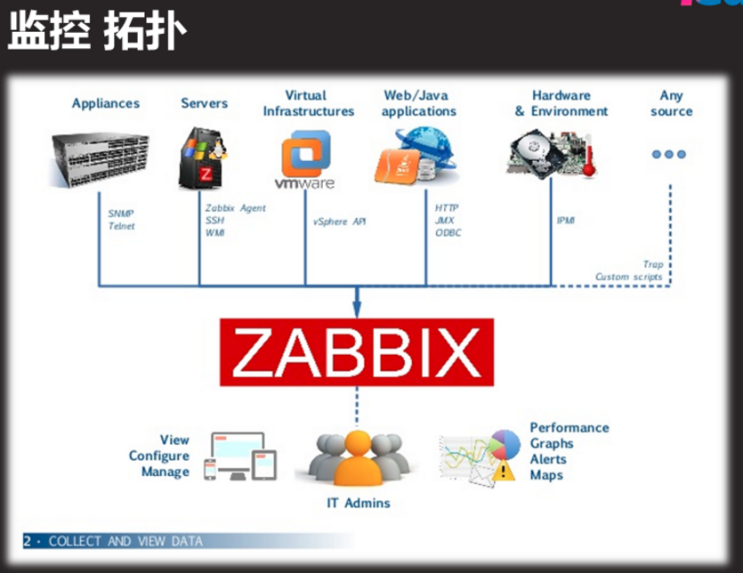 监控 拓扑
Appliances
Servers
Virtual
Infrastructures
Web/Java
applications
Hardware
& Environment
Any
source
vmware
SNMP
Telnet
Zabbix Agent
SSH
WMI
vSphere API
HTTP
JMX
ODBC
IPMI
Trap
Custom scripts
ZABBIX
View
Configure
Manage
IT Admins
Performance
Graphs
Alerts
Maps
2 · COLLECT AND VIEW DATA